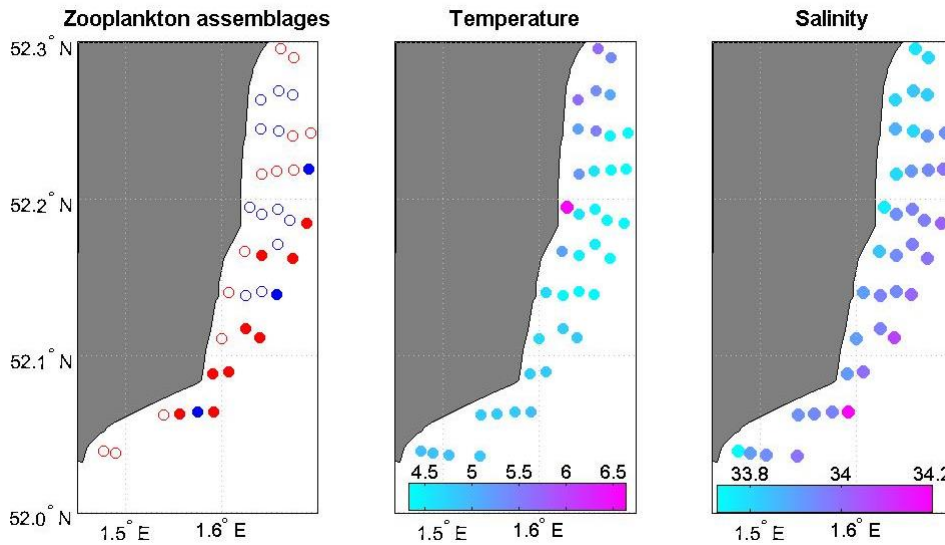 Zooplankton assemblages Temperature Salinity
52.3° N
52.2° N
52.1° N
52.0° N
4.5 5 5.5 6 6.5
33.8 34 34.2
1.5° E 1.6° E 1.5° E 1.6° E 1.5° E 1.6° E